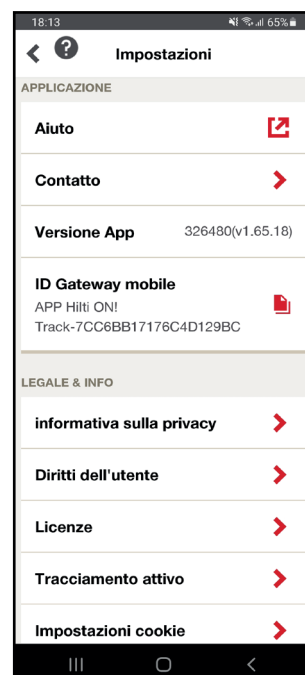 18:13 65%
? Impostazioni
APPLICAZIONE
Aiuto
Contatto
Versione App 326480(v1.65.18)
ID Gateway mobile
APP Hilti ON!
Track-7CC6BB17176C4D129BC
LEGALE & INFO
informativa sulla privacy
Diritti dell'utente
Licenze
Tracciamento attivo
Impostazioni cookie